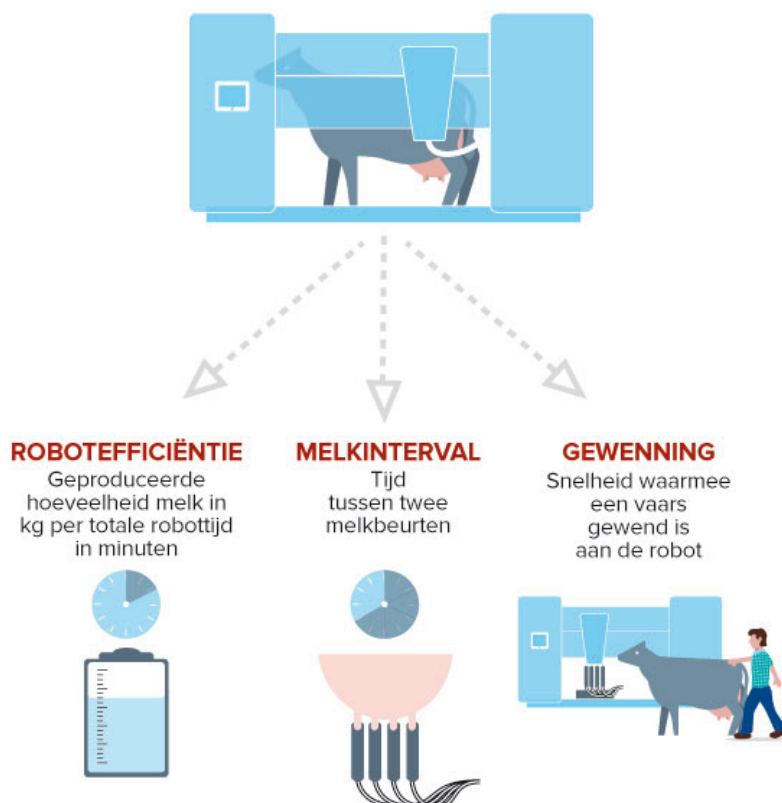 ROBOTEFFICIËNTIE
Geproduceerde
hoeveelheid melk in
kg per totale robottijd
in minuten
MELKINTERVAL
Tijd
tussen twee
melkbeurten
GEWENNING
Snelheid waarmee
een vaars
gewend is
aan de robot